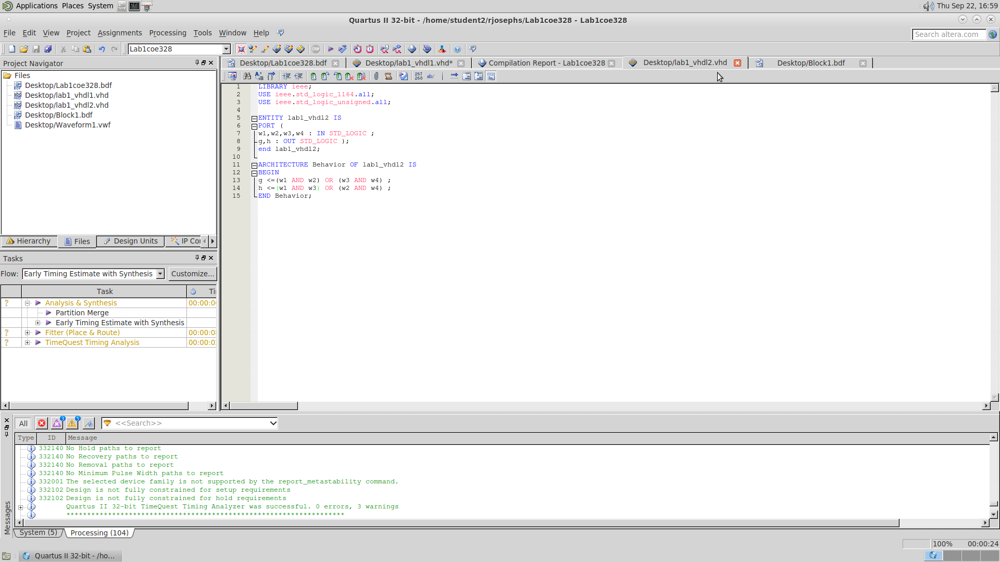 Applications Places System
Thu Sep 22, 16:59
Quartus II 32-bit - /home/student2/rjosephs/Lab1coe328 - Lab1coe328
File Edit View Project Assignments Processing Tools Window Help
Search altera.com
Lab1coe328
STOP
Project Navigator
Desktop/Lab1coe328.bdf
Desktop/lab1_vhdl1.vhd*
Compilation Report - Lab1coe328
Desktop/lab1_vhdl2.vhd
Desktop/Block1.bdf
Files
Desktop/Lab1coe328.bdf
Desktop/lab1_vhdl1.vhd
Desktop/lab1_vhdl2.vhd
Desktop/Block1.bdf
Desktop/Waveform1.vwf
267
268
ab/
1 LIBRARY ieee;
2 USE ieee.std_logic_1164.all;
3 USE ieee.std_logic_unsigned.all;
4
5 ENTITY lab1_vhdl2 IS
6 PORT (
7 w1,w2,w3,w4 : IN STD_LOGIC ;
8 g,h : OUT STD_LOGIC );
9 end lab1_vhdl2;
10
11 ARCHITECTURE Behavior OF lab1_vhdl2 IS
12 BEGIN
13 g <=(w1 AND w2) OR (w3 AND w4) ;
14 h <=(w1 AND w3) OR (w2 AND w4) ;
15 END Behavior;
Hierarchy Files Design Units IP Co
Tasks
Flow: Early Timing Estimate with Synthesis Customize...
Task Ti
? Analysis & Synthesis 00:00:0
Partition Merge
Early Timing Estimate with Synthesis
? Fitter (Place & Route) 00:00:0
? TimeQuest Timing Analysis 00:00:0
All 3 5 <<Search>>
Type ID Message
332140 No Hold paths to report
332140 No Recovery paths to report
332140 No Removal paths to report
332140 No Minimum Pulse Width paths to report
332001 The selected device family is not supported by the report_metastability command.
332102 Design is not fully constrained for setup requirements
332102 Design is not fully constrained for hold requirements
Quartus II 32-bit TimeQuest Timing Analyzer was successful. 0 errors, 3 warnings
*******************************************************************
Messages
System (5) Processing (104)
100% 00:00:24
Quartus II 32-bit - /ho...